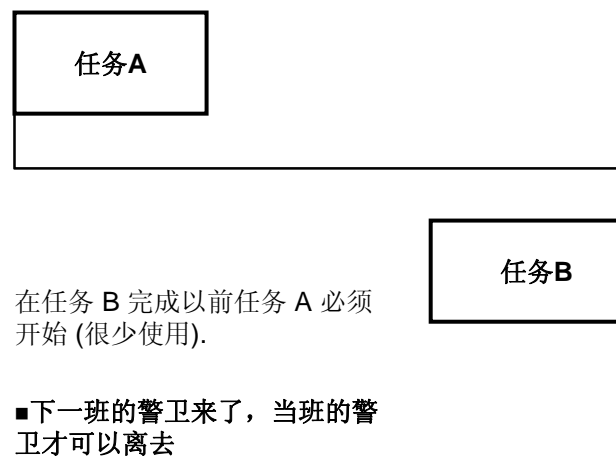 任务A
任务B
在任务 B 完成以前任务 A 必须
开始 (很少使用).
■下一班的警卫来了，当班的警
卫才可以离去